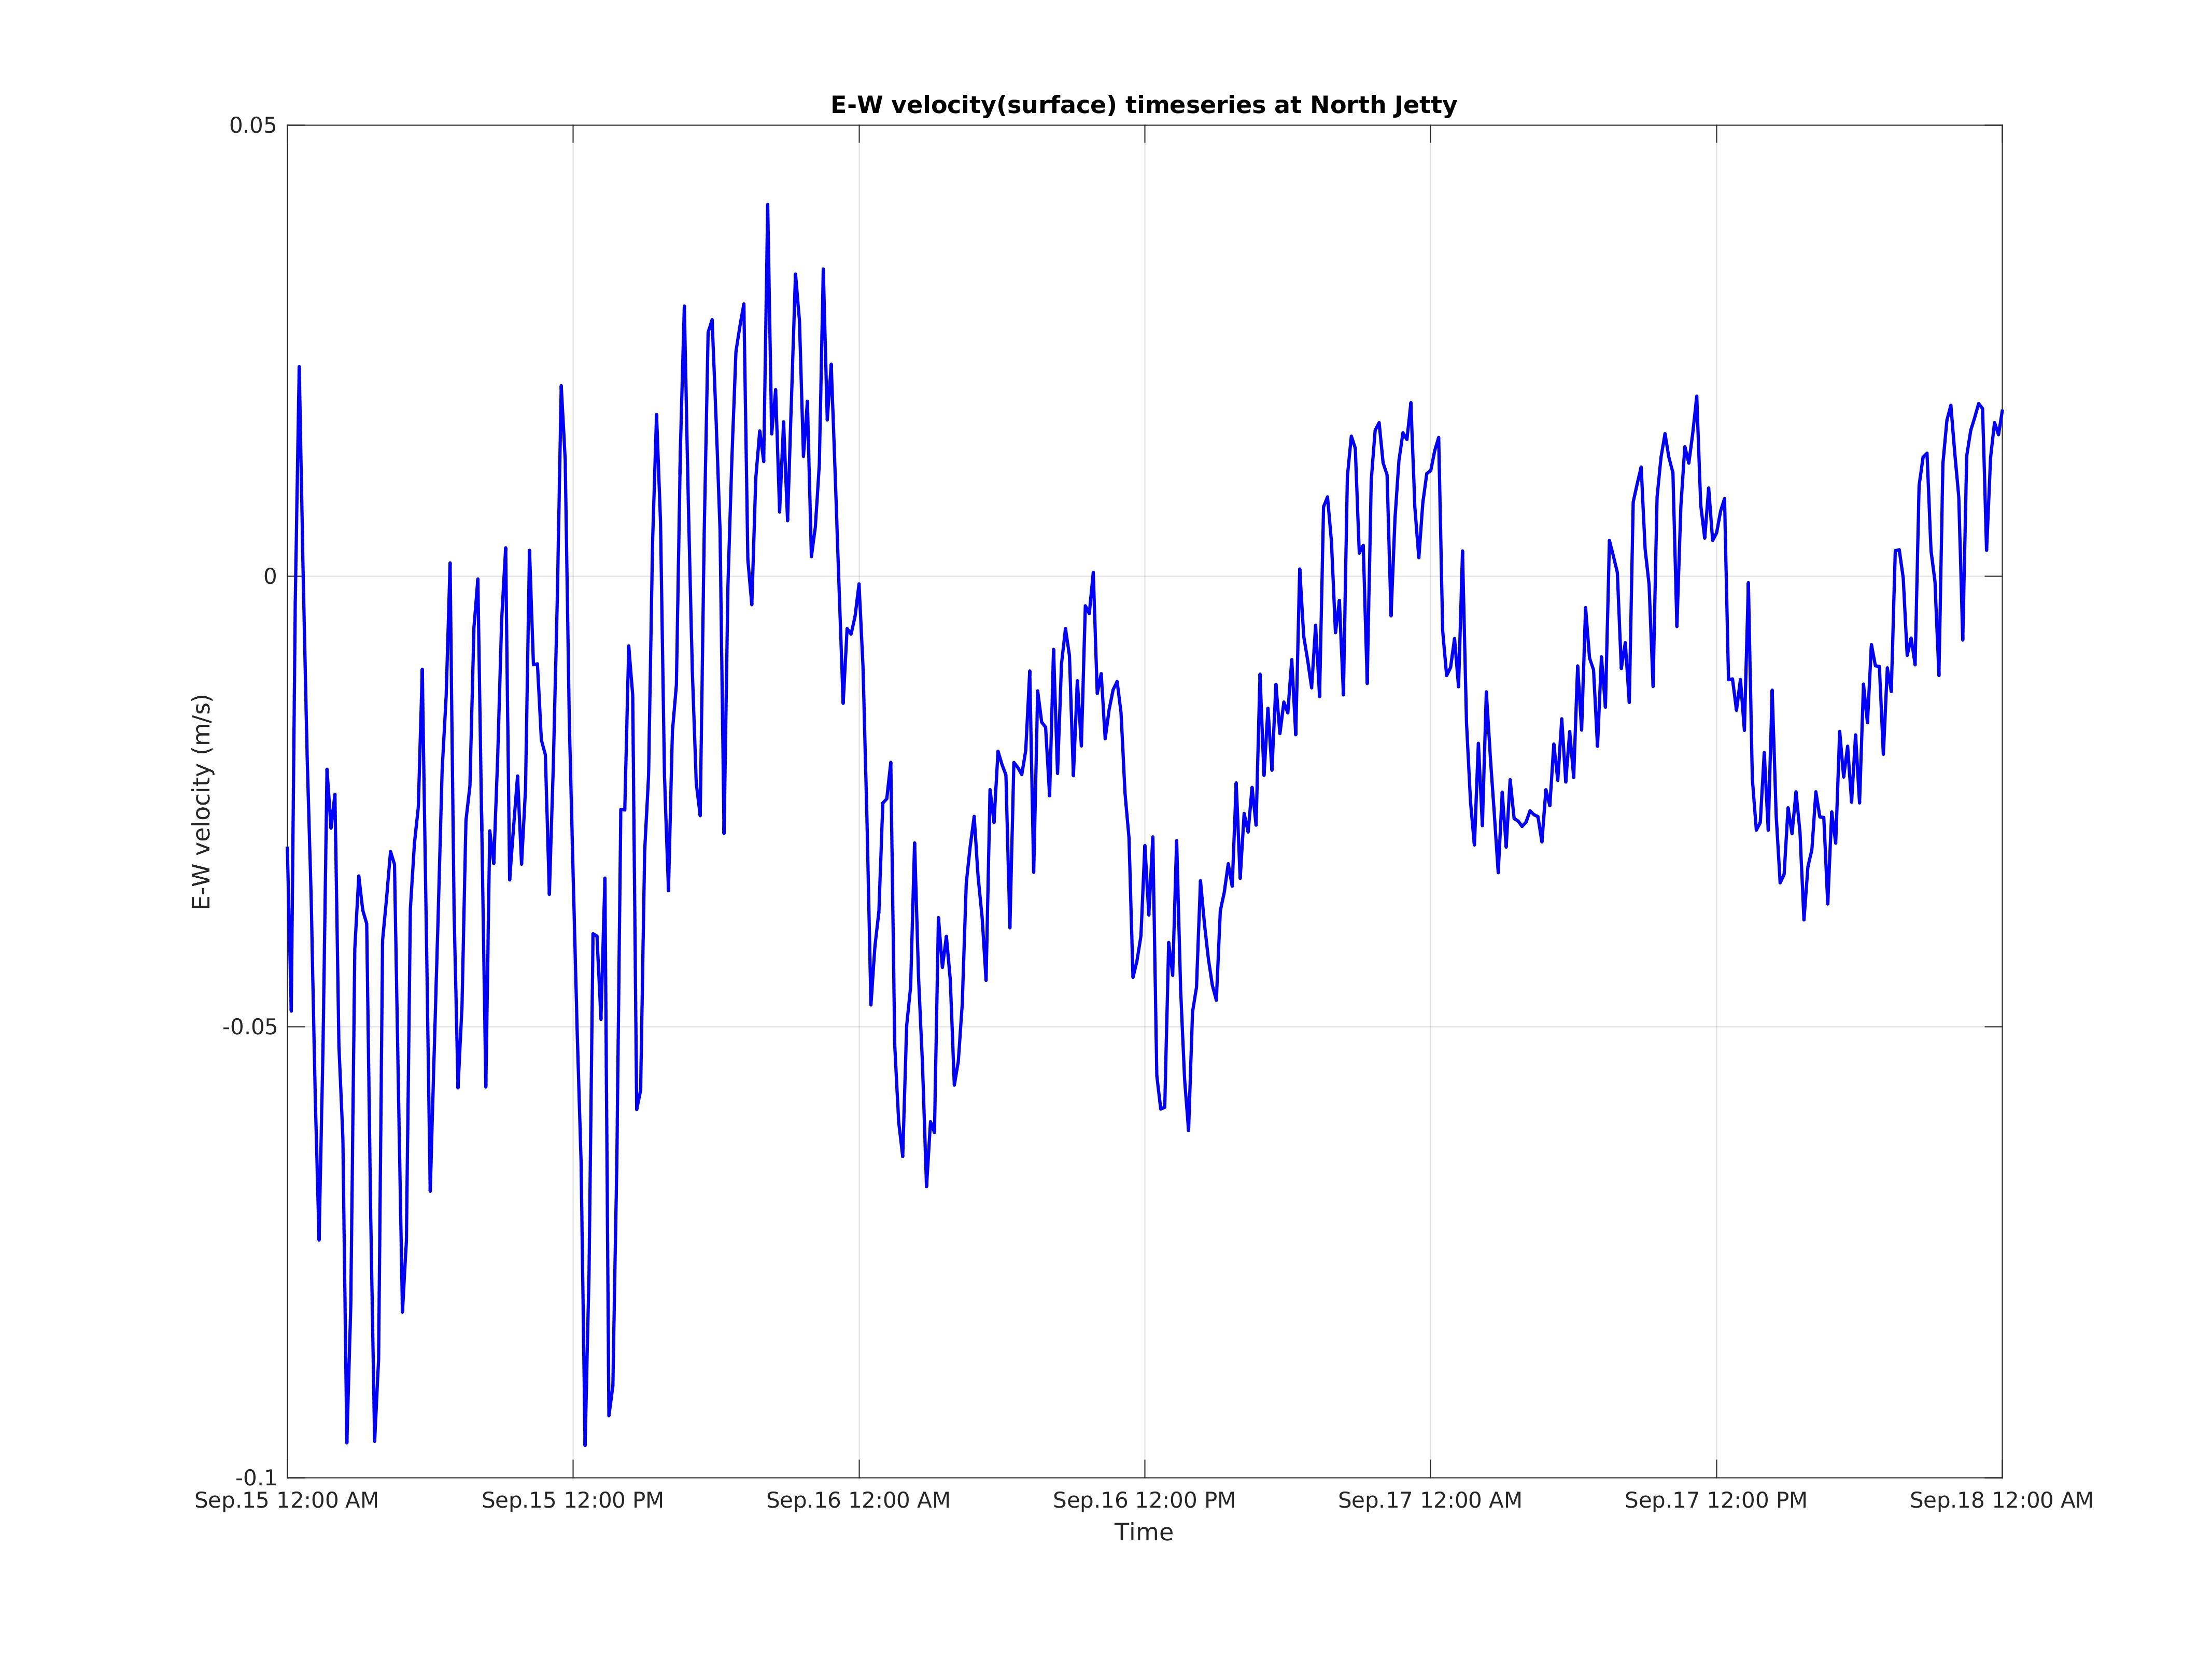 E-W velocity(surface) timeseries at North Jetty
0.05
0
-0.05
-0.1
E-W velocity (m/s)
Sep.15 12:00 AM
Sep.15 12:00 PM
Sep.16 12:00 AM
Sep.16 12:00 PM
Sep.17 12:00 AM
Sep.17 12:00 PM
Sep.18 12:00 AM
Time